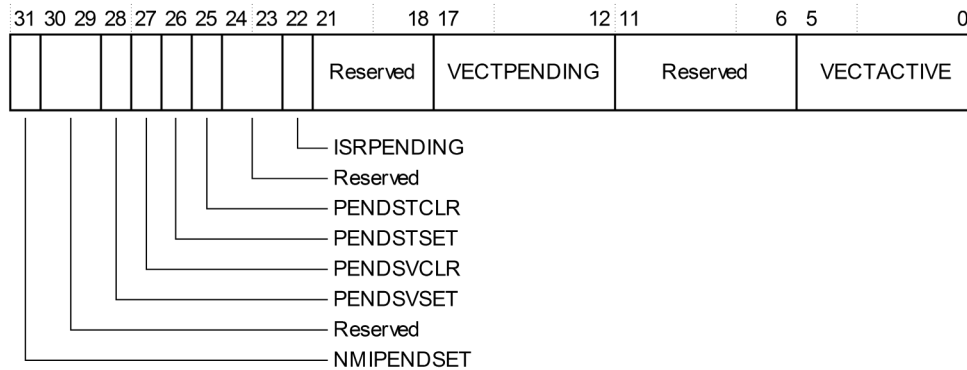 31 30 29 28 27 26 25 24 23 22 21 18 17 12 11 6 5 0
Reserved VECTPENDING Reserved VECTACTIVE
ISRPENDING
Reserved
PENDSTCLR
PENDSTSET
PENDSVCLR
PENDSVSET
Reserved
NMIPENDSET